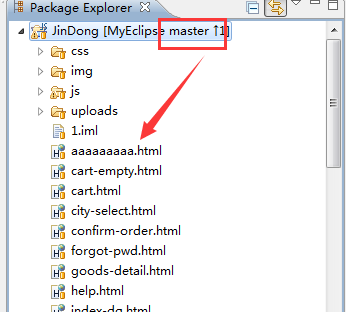 Package Explorer
JinDong [MyEclipse master ↑1]
css
img
js
uploads
1.iml
aaaaaaaaa.html
cart-empty.html
cart.html
city-select.html
confirm-order.html
forgot-pwd.html
goods-detail.html
help.html
index-dg.html